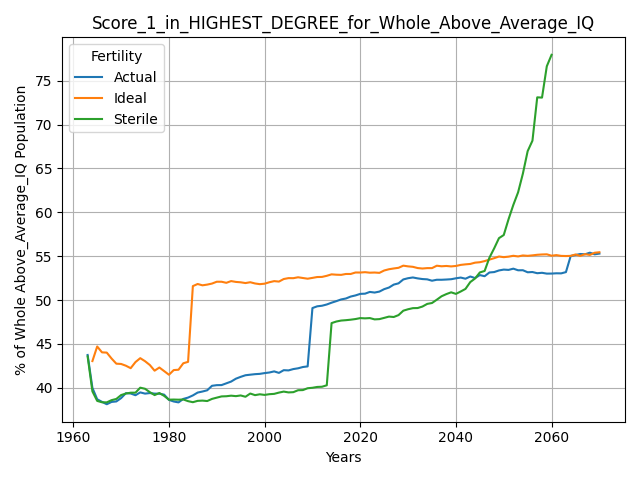 Score_1_in_HIGHEST_DEGREE_for_Whole_Above_Average_IQ
% of Whole Above_Average_IQ Population
Fertility
Actual
Ideal
Sterile
75
70
65
60
55
50
45
40
1960 1980 2000 2020 2040 2060
Years